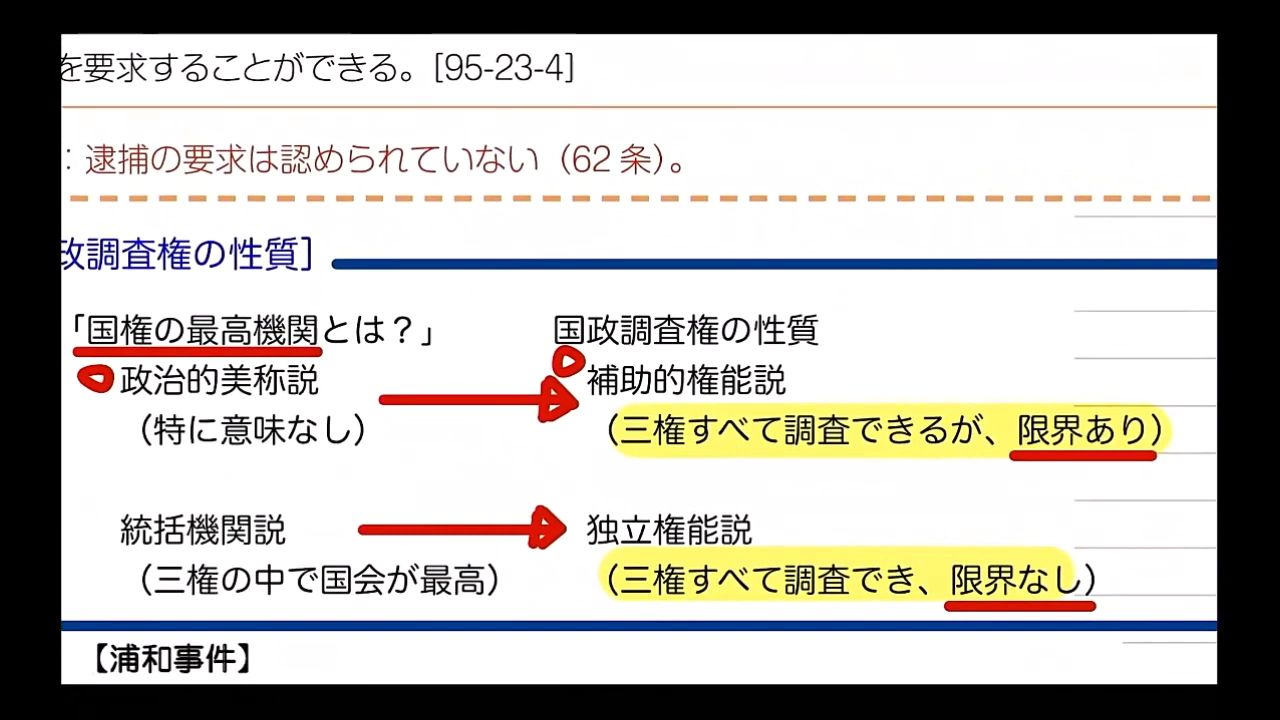 を要求することができる。[95-23-4]
：逮捕の要求は認められていない（62 条）。
政調査権の性質］
「国権の最高機関とは？」 国政調査権の性質
政治的美称説 補助的権能説
（特に意味なし） （三権すべて調査できるが、限界あり）
統括機関説 独立権能説
（三権の中で国会が最高） （三権すべて調査でき、限界なし）
【浦和事件】